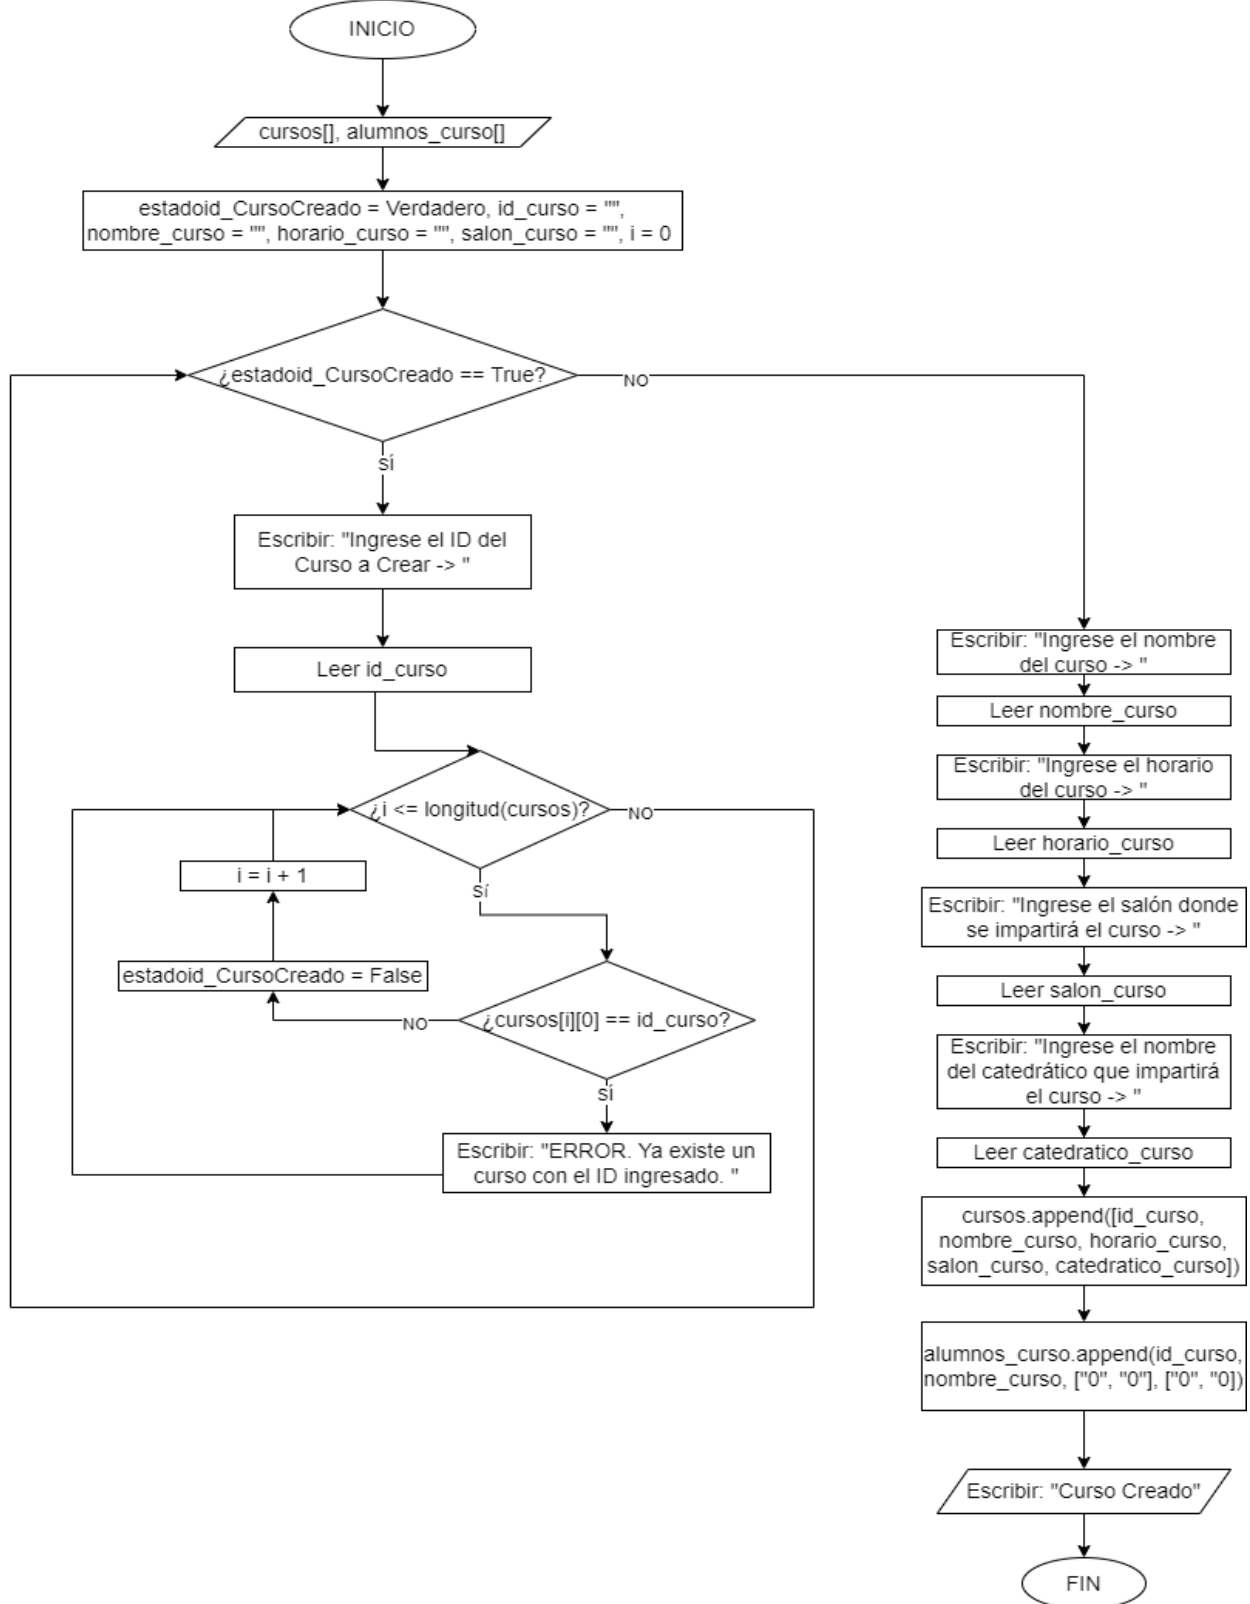 INICIO
cursos[], alumnos_curso[]
estadoid_CursoCreado = Verdadero, id_curso = "",
nombre_curso = "", horario_curso = "", salon_curso = "", i = 0
¿estadoid_CursoCreado == True?
NO
SÍ
Escribir: "Ingrese el ID del
Curso a Crear -> "
Leer id_curso
¿i <= longitud(cursos)?
NO
SÍ
i = i + 1
estadoid_CursoCreado = False
NO
¿cursos[i][0] == id_curso?
SÍ
Escribir: "ERROR. Ya existe un
curso con el ID ingresado. "
Escribir: "Ingrese el nombre
del curso -> "
Leer nombre_curso
Escribir: "Ingrese el horario
del curso -> "
Leer horario_curso
Escribir: "Ingrese el salón donde
se impartirá el curso -> "
Leer salon_curso
Escribir: "Ingrese el nombre
del catedrático que impartirá
el curso -> "
Leer catedratico_curso
cursos.append([id_curso,
nombre_curso, horario_curso,
salon_curso, catedratico_curso])
alumnos_curso.append(id_curso,
nombre_curso, ["0", "0"], ["0", "0])
Escribir: "Curso Creado"
FIN